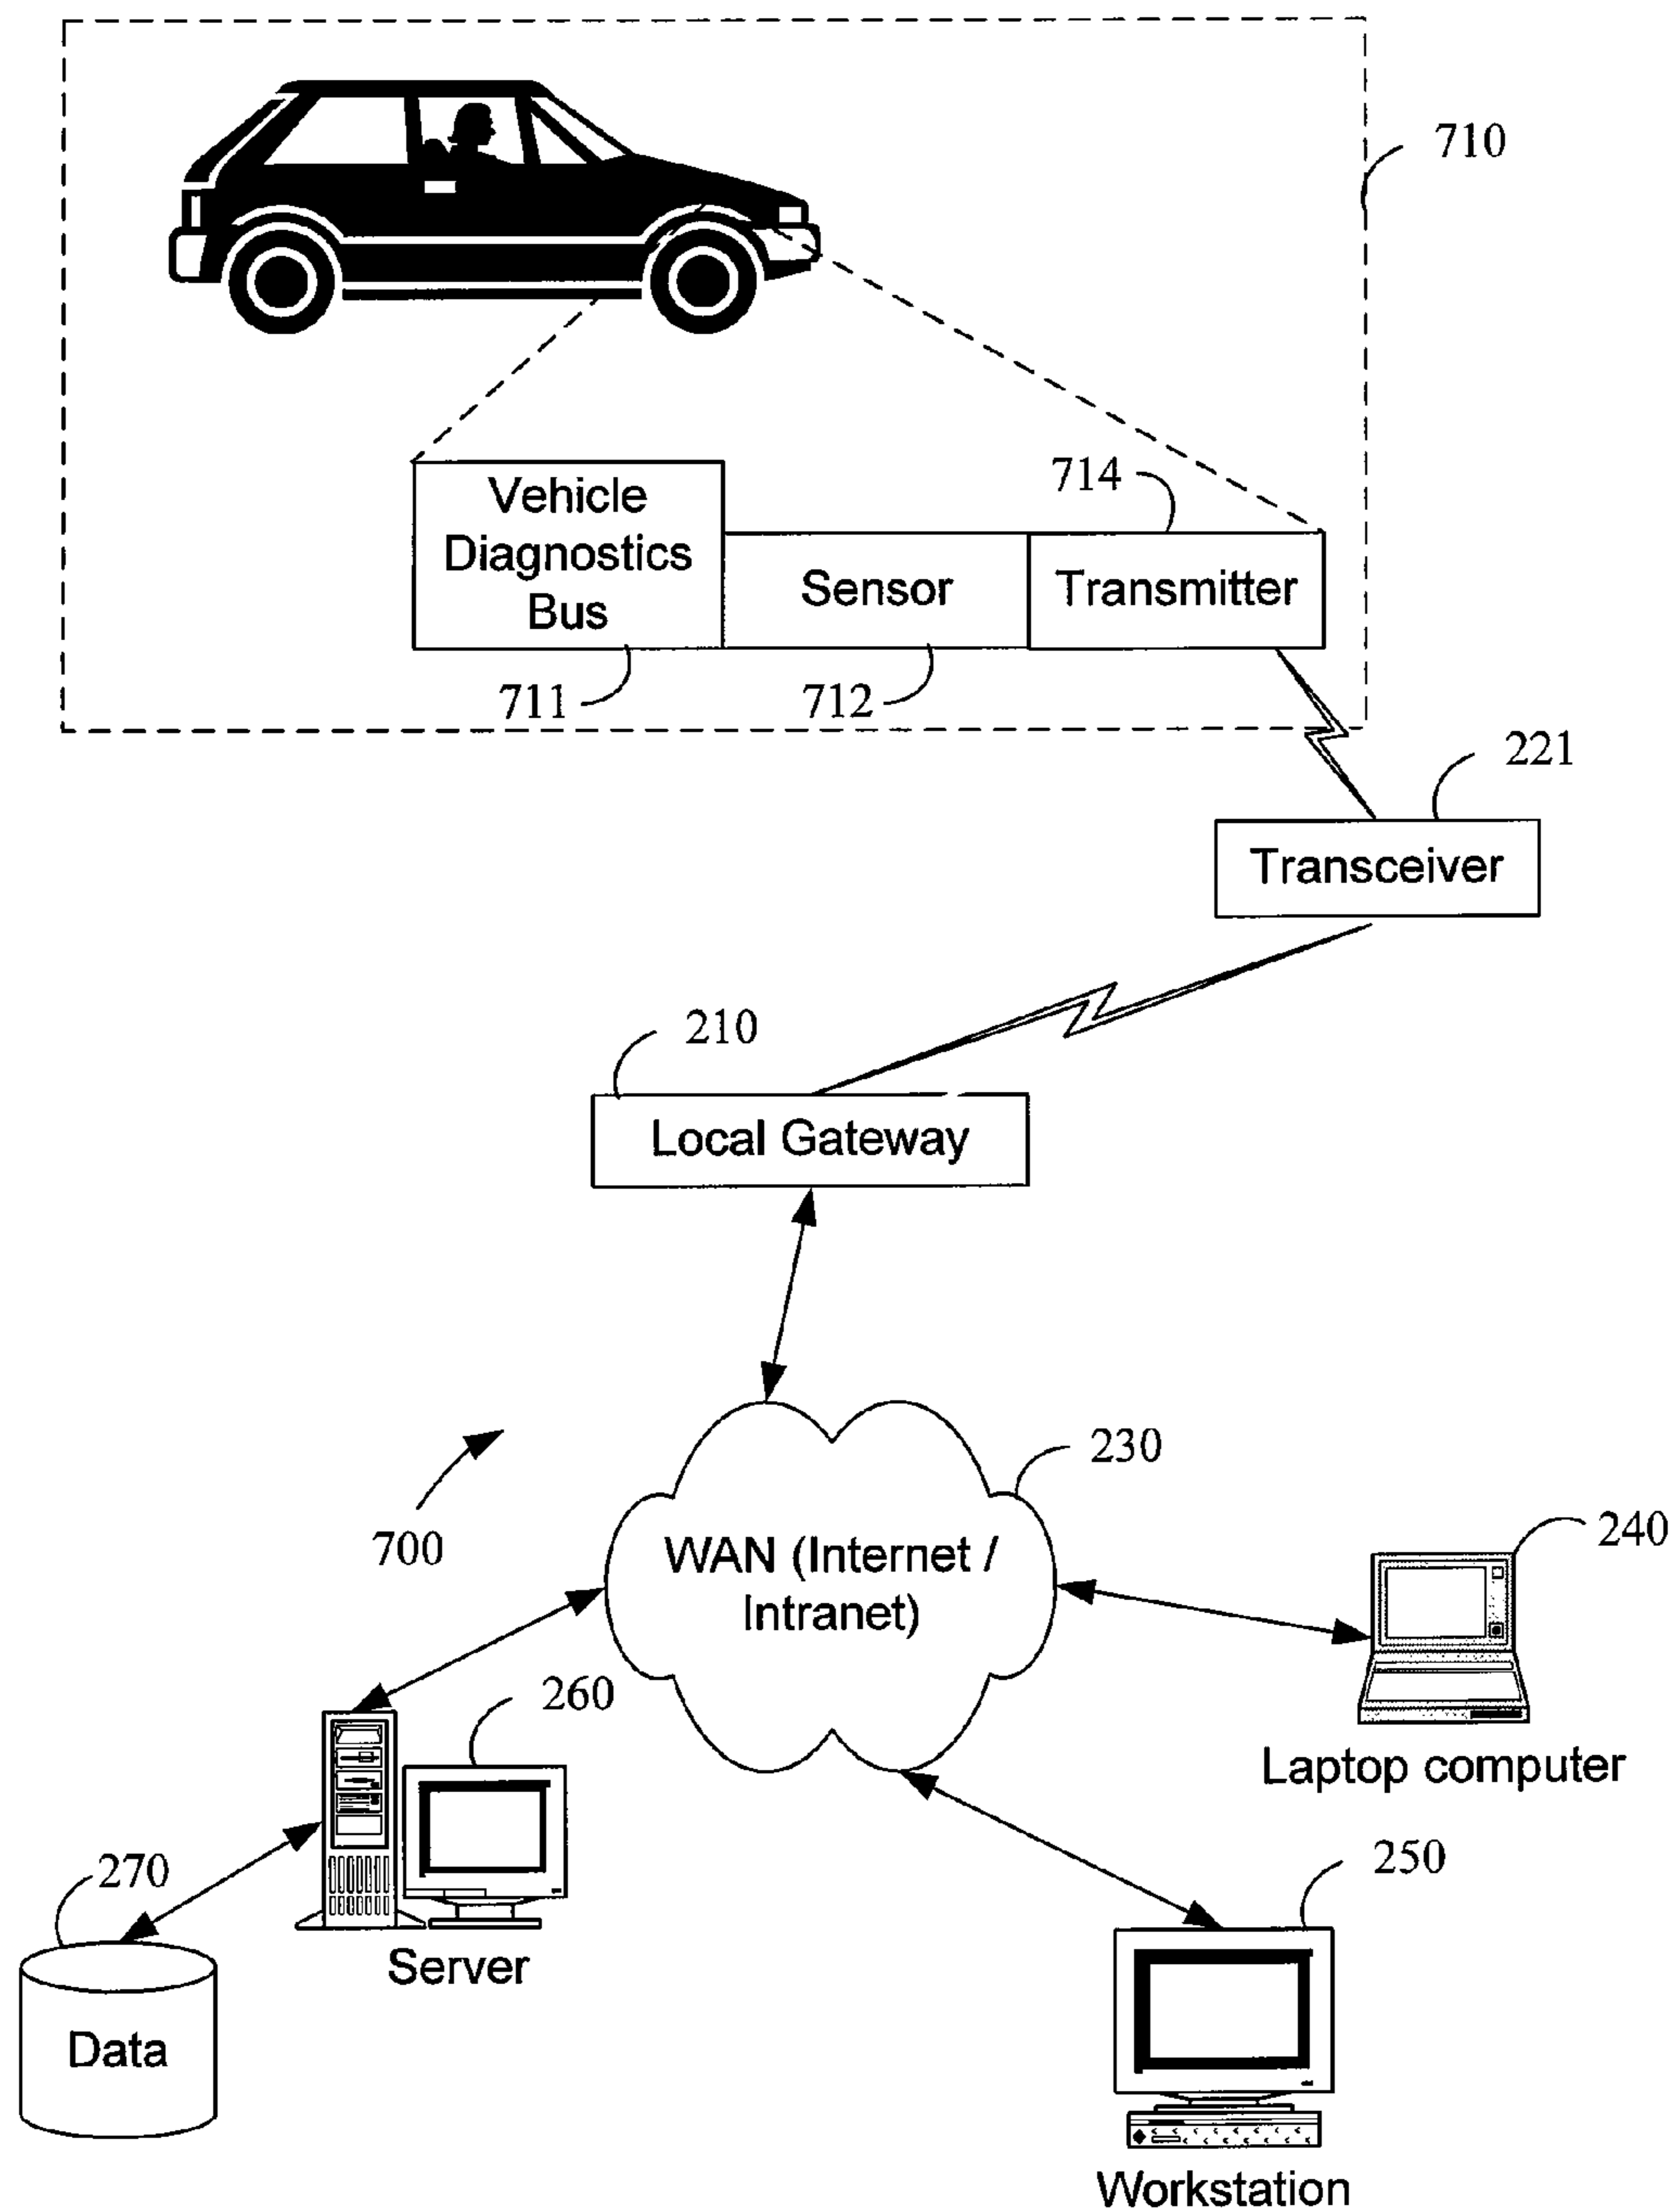 710
Vehicle
Diagnostics
Bus
714
Sensor
Transmitter
711
712
221
Transceiver
210
Local Gateway
230
WAN (Internet /
Intranet)
700
240
Laptop computer
260
Server
270
Data
250
Workstation